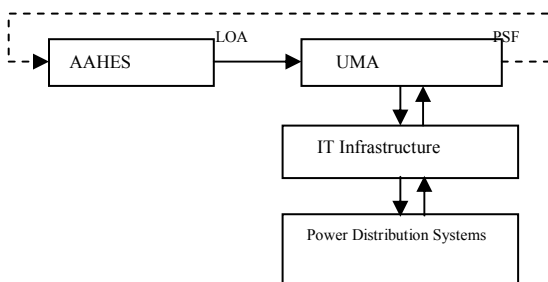 LOA
PSF
AAHES
UMA
IT Infrastructure
Power Distribution Systems